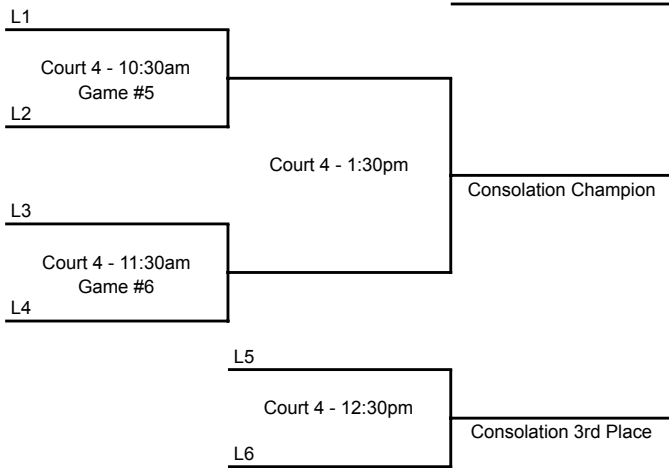 L1
Court 4 - 10:30am
Game #5
L2
Court 4 - 1:30pm
Consolation Champion
L3
Court 4 - 11:30am
Game #6
L4
L5
Court 4 - 12:30pm
Consolation 3rd Place
L6